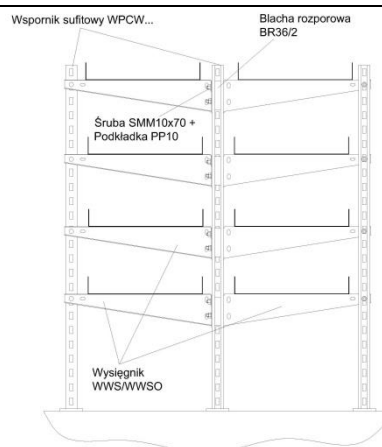 Wspornik sufitowy WPCW...
Blacha rozporowa
BR36/2
Śruba SMM10x70 +
Podkładka PP10
Wysięgnik
WWS/WWSO